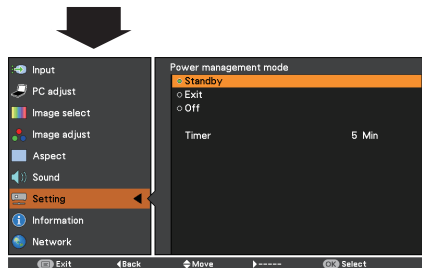 Power management mode
Input
Standby
PC adjust
Exit
Image select
Off
Image adjust
Timer 5 Min
Aspect
Sound
Setting
Information
Network
Exit Back Move ----- OK Select